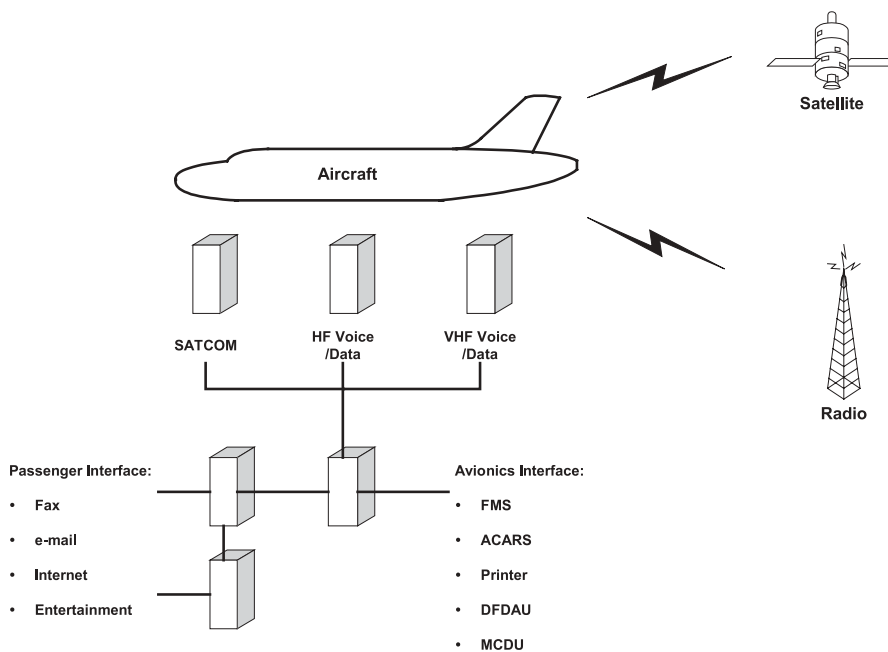 Satellite
Aircraft
SATCOM
HF Voice
/Data
VHF Voice
/Data
Radio
Passenger Interface:
• Fax
• e-mail
• Internet
• Entertainment
Avionics Interface:
• FMS
• ACARS
• Printer
• DFDAU
• MCDU